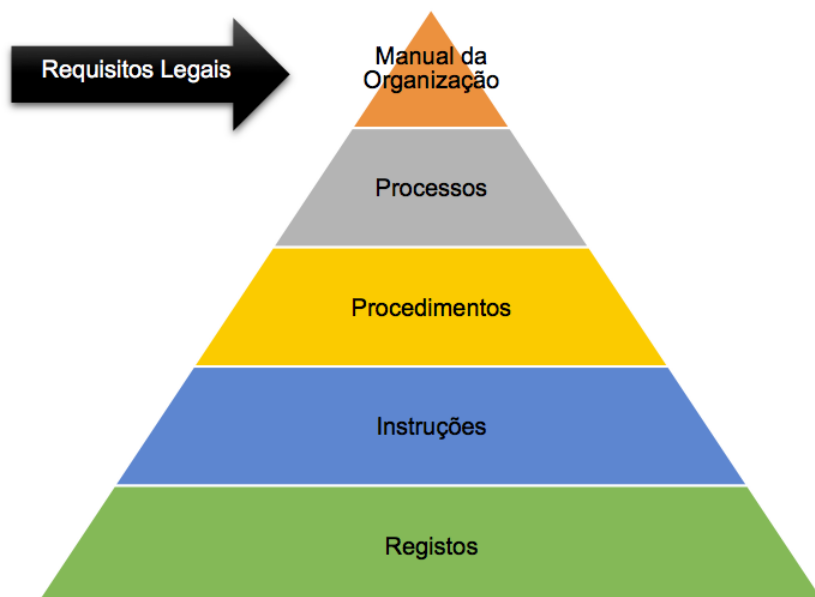 Requisitos Legais
Manual da
Organização
Processos
Procedimentos
Instruções
Registos